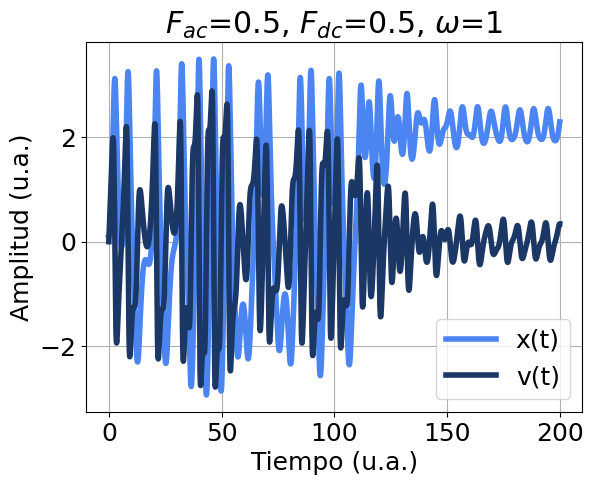 F_ac=0.5, F_dc=0.5, ω=1
Amplitud (u.a.)
2
0
−2
x(t)
v(t)
0 50 100 150 200
Tiempo (u.a.)